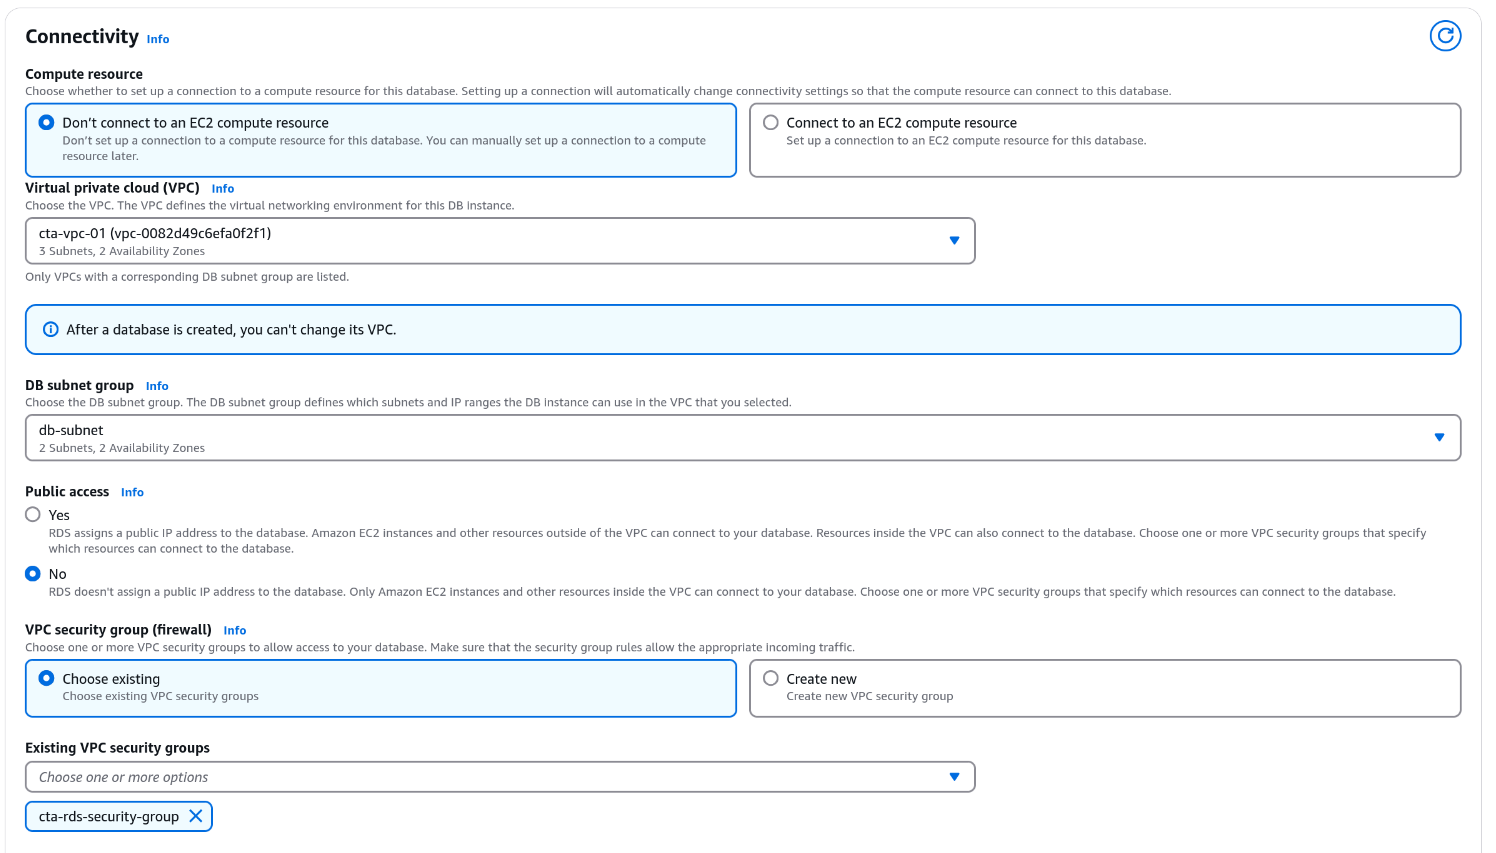 Connectivity Info
Compute resource
Choose whether to set up a connection to a compute resource for this database. Setting up a connection will automatically change connectivity settings so that the compute resource can connect to this database.
Don't connect to an EC2 compute resource
Don't set up a connection to a compute resource for this database. You can manually set up a connection to a compute
resource later.
Connect to an EC2 compute resource
Set up a connection to an EC2 compute resource for this database.
Virtual private cloud (VPC) Info
Choose the VPC. The VPC defines the virtual networking environment for this DB instance.
cta-vpc-01 (vpc-0082d49c6efa0f2f1)
3 Subnets, 2 Availability Zones
Only VPCs with a corresponding DB subnet group are listed.
After a database is created, you can't change its VPC.
DB subnet group Info
Choose the DB subnet group. The DB subnet group defines which subnets and IP ranges the DB instance can use in the VPC that you selected.
db-subnet
2 Subnets, 2 Availability Zones
Public access Info
Yes
RDS assigns a public IP address to the database. Amazon EC2 instances and other resources outside of the VPC can connect to your database. Resources inside the VPC can also connect to the database. Choose one or more VPC security groups that specify
which resources can connect to the database.
No
RDS doesn't assign a public IP address to the database. Only Amazon EC2 instances and other resources inside the VPC can connect to your database. Choose one or more VPC security groups that specify which resources can connect to the database.
VPC security group (firewall) Info
Choose one or more VPC security groups to allow access to your database. Make sure that the security group rules allow the appropriate incoming traffic.
Choose existing
Choose existing VPC security groups
Create new
Create new VPC security group
Existing VPC security groups
Choose one or more options
cta-rds-security-group